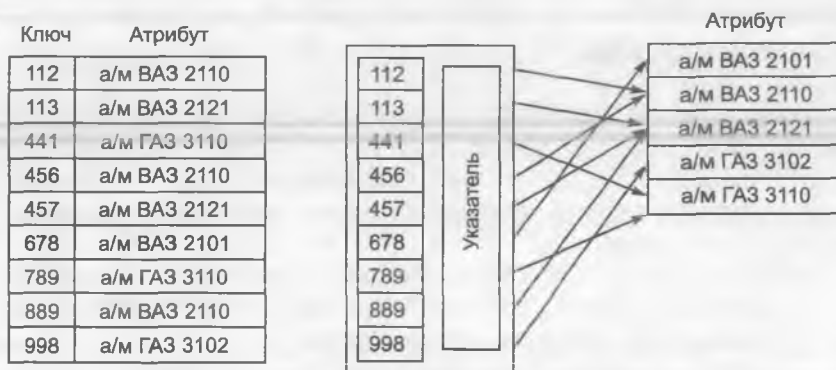 Ключ Атрибут
112 а/м ВАЗ 2110
113 а/м ВАЗ 2121
441 а/м ГАЗ 3110
456 а/м ВАЗ 2110
457 а/м ВАЗ 2121
678 а/м ВАЗ 2101
789 а/м ГАЗ 3110
889 а/м ВАЗ 2110
998 а/м ГАЗ 3102
112
113
441
456
457
678
789
889
998
Указатель
Атрибут
а/м ВАЗ 2101
а/м ВАЗ 2110
а/м ВАЗ 2121
а/м ГАЗ 3102
а/м ГАЗ 3110